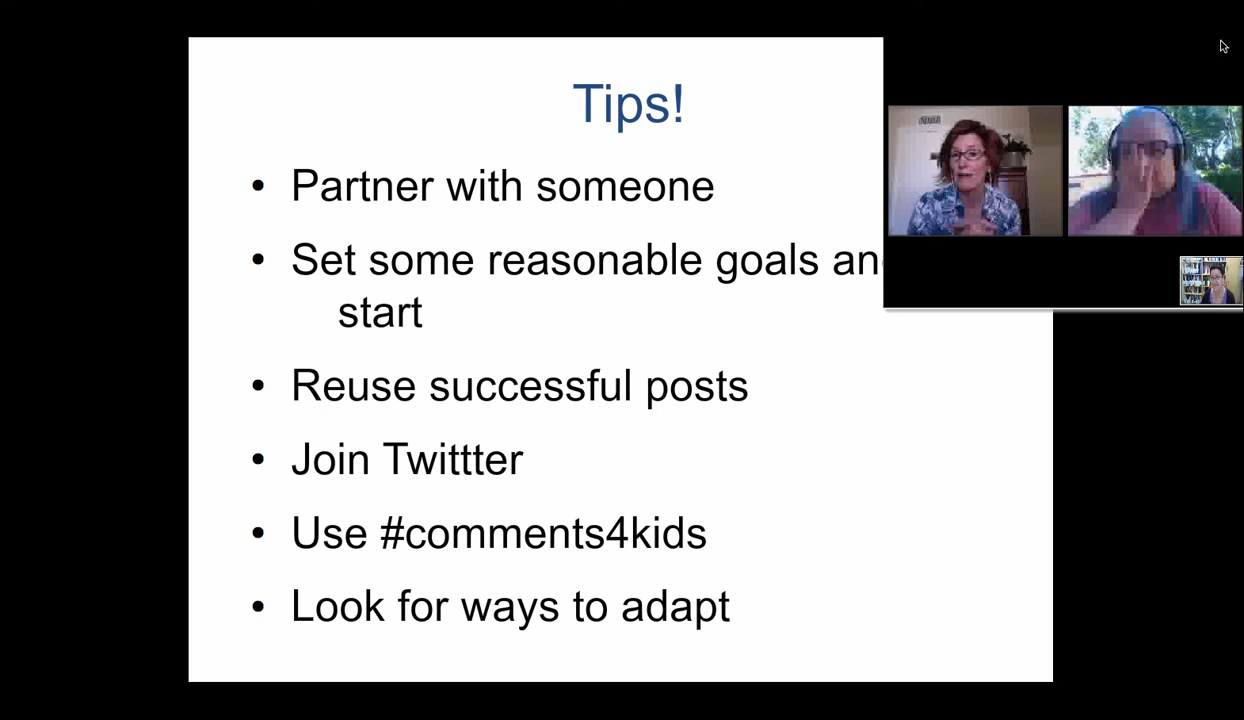 Tips!
• Partner with someone
• Set some reasonable goals an
start
• Reuse successful posts
• Join Twittter
• Use #comments4kids
• Look for ways to adapt